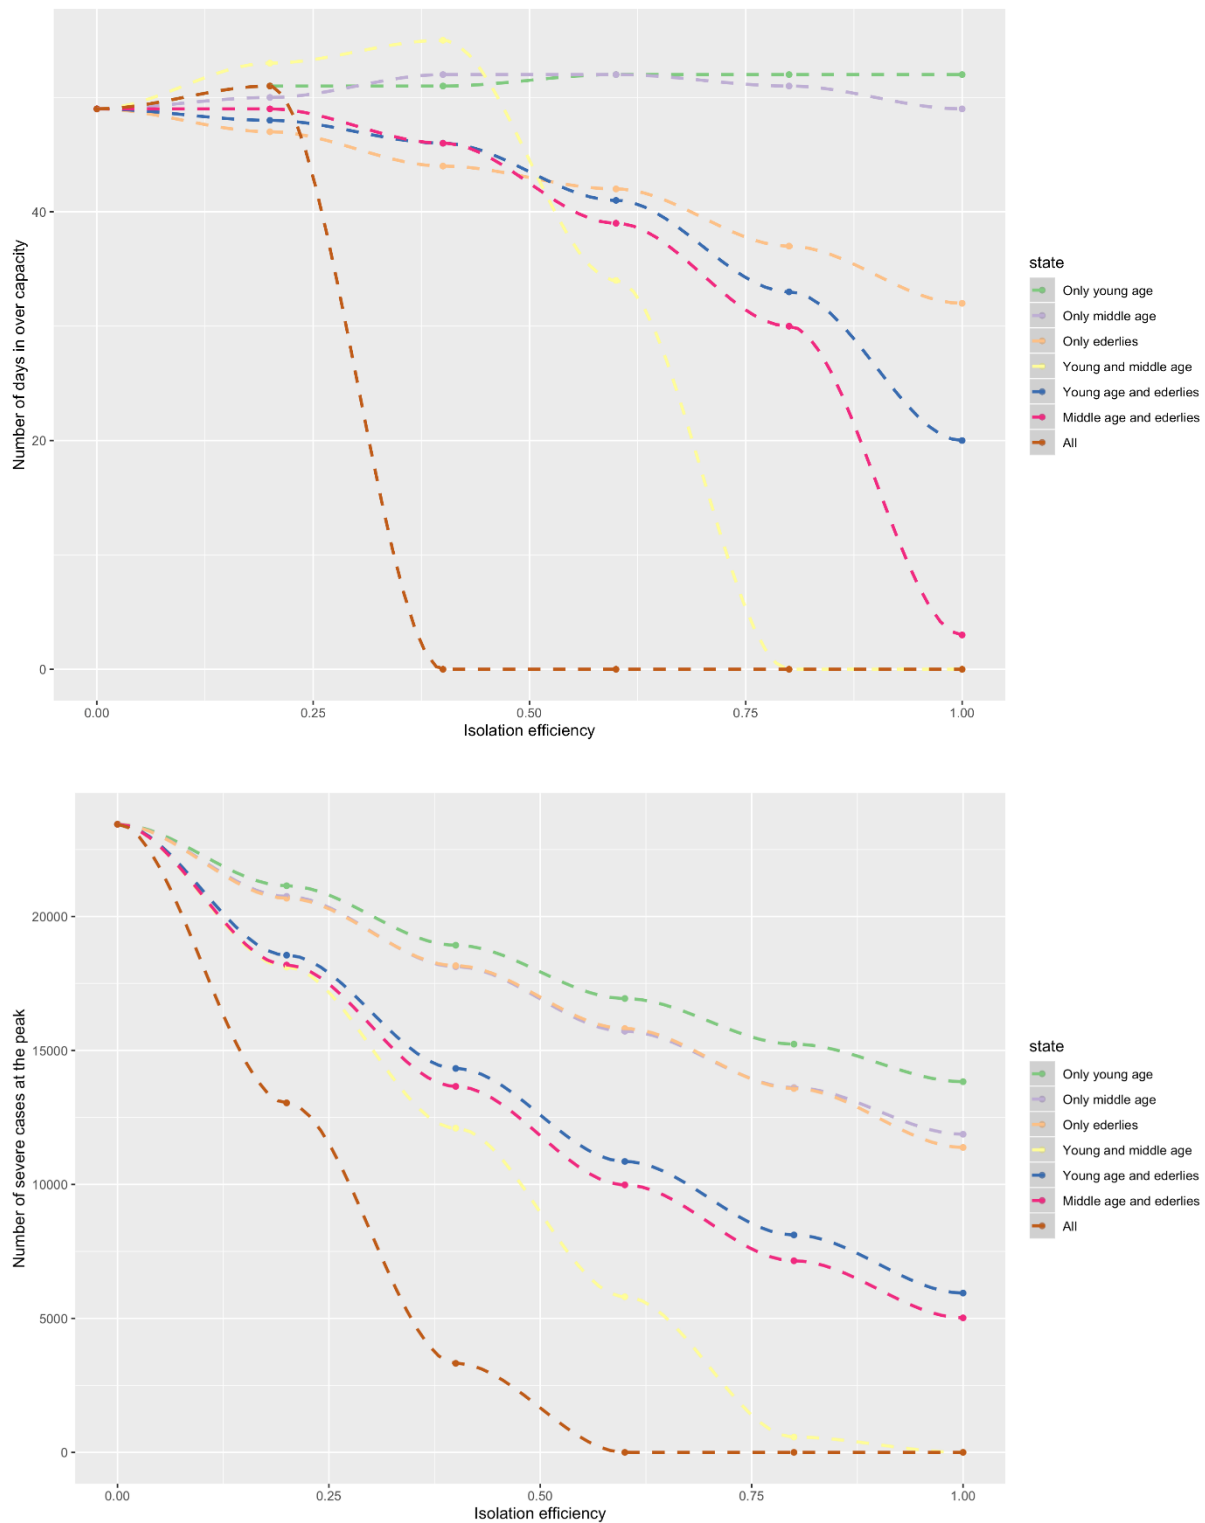 Number of days in over capacity
40
20
0
0.00 0.25 0.50 0.75 1.00
Isolation efficiency
state
Only young age
Only middle age
Only ederlies
Young and middle age
Young age and ederlies
Middle age and ederlies
All
Number of severe cases at the peak
20000
15000
10000
5000
0
0.00 0.25 0.50 0.75 1.00
Isolation efficiency
state
Only young age
Only middle age
Only ederlies
Young and middle age
Young age and ederlies
Middle age and ederlies
All